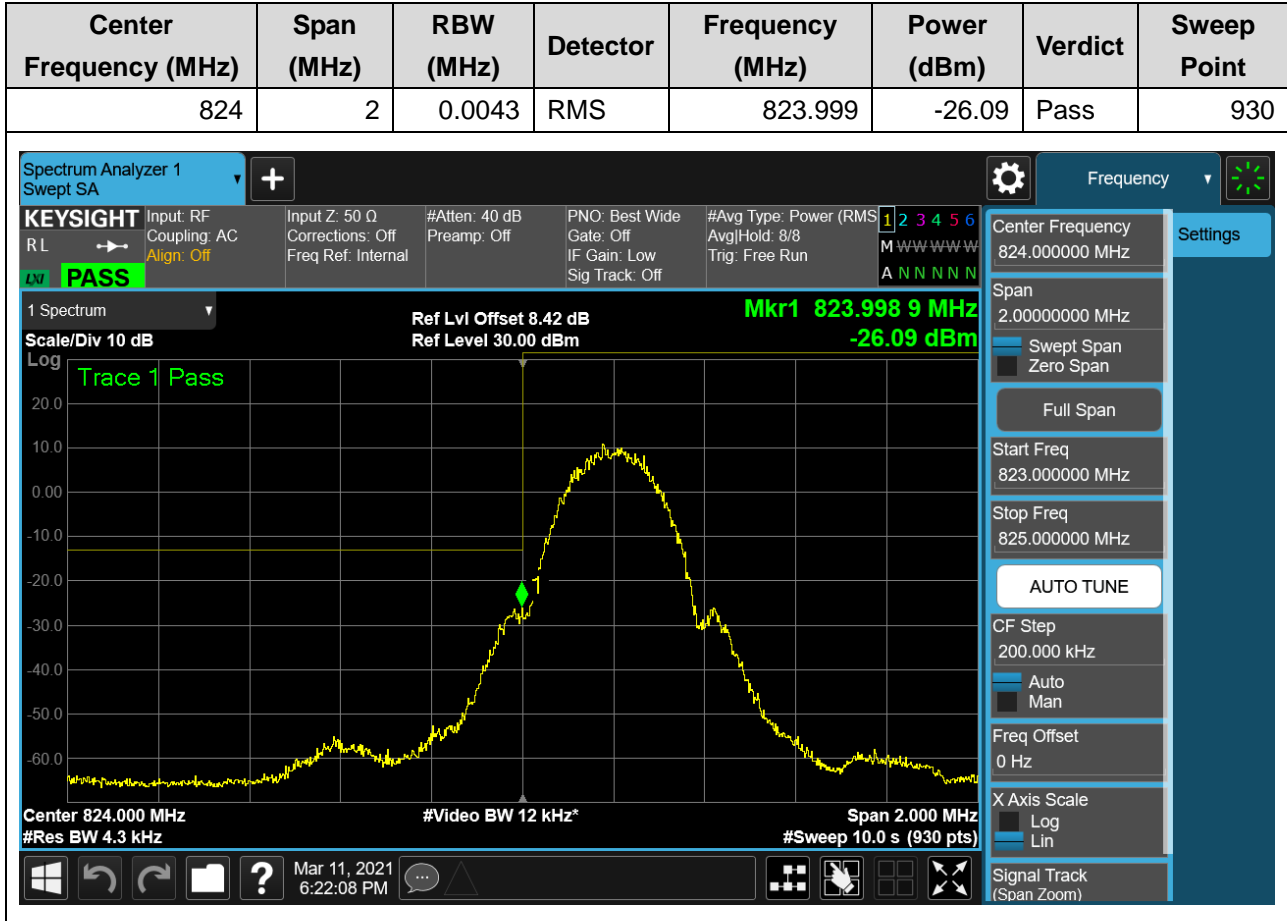 Center Frequency (MHz) Span (MHz) RBW (MHz) Detector Frequency (MHz) Power (dBm) Verdict Sweep Point
824 2 0.0043 RMS 823.999 -26.09 Pass 930
Spectrum Analyzer 1
Swept SA
+
Frequency
KEYSIGHT
R L
LXI PASS
Input: RF
Coupling: AC
Align: Off
Input Z: 50 Ω
Corrections: Off
Freq Ref: Internal
#Atten: 40 dB
Preamp: Off
PNO: Best Wide
Gate: Off
IF Gain: Low
Sig Track: Off
#Avg Type: Power (RMS
Avg|Hold: 8/8
Trig: Free Run
1 2 3 4 5 6
M W W W W W
A N N N N N
Center Frequency
824.000000 MHz
Settings
Span
2.00000000 MHz
Swept Span
Zero Span
Full Span
Start Freq
823.000000 MHz
Stop Freq
825.000000 MHz
AUTO TUNE
CF Step
200.000 kHz
Auto
Man
Freq Offset
0 Hz
X Axis Scale
Log
Lin
Signal Track
(Span Zoom)
1 Spectrum
Scale/Div 10 dB
Ref Lvl Offset 8.42 dB
Ref Level 30.00 dBm
Mkr1 823.998 9 MHz
-26.09 dBm
Log
Trace 1 Pass
20.0
10.0
0.00
-10.0
-20.0
-30.0
-40.0
-50.0
-60.0
1
Center 824.000 MHz
#Res BW 4.3 kHz
#Video BW 12 kHz*
Span 2.000 MHz
#Sweep 10.0 s (930 pts)
?
Mar 11, 2021
6:22:08 PM